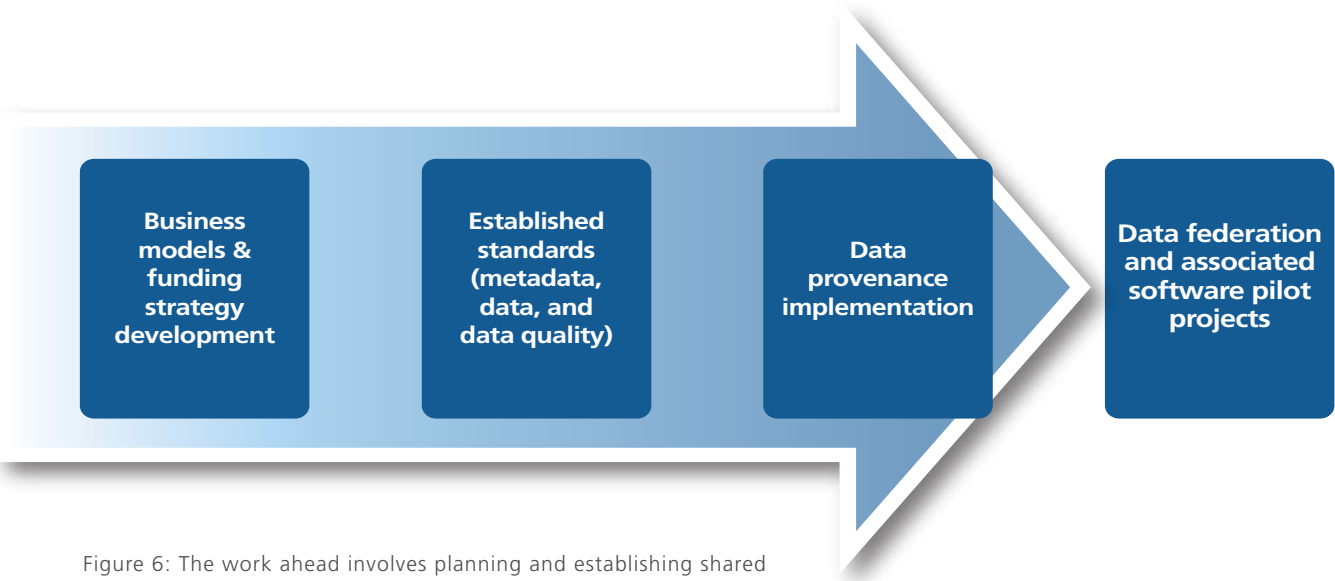 Business
models &
funding
strategy
development
Established
standards
(metadata,
data, and
data quality)
Data
provenance
implementation
Data federation
and associated
software pilot
projects
Figure 6: The work ahead involves planning and establishing shared